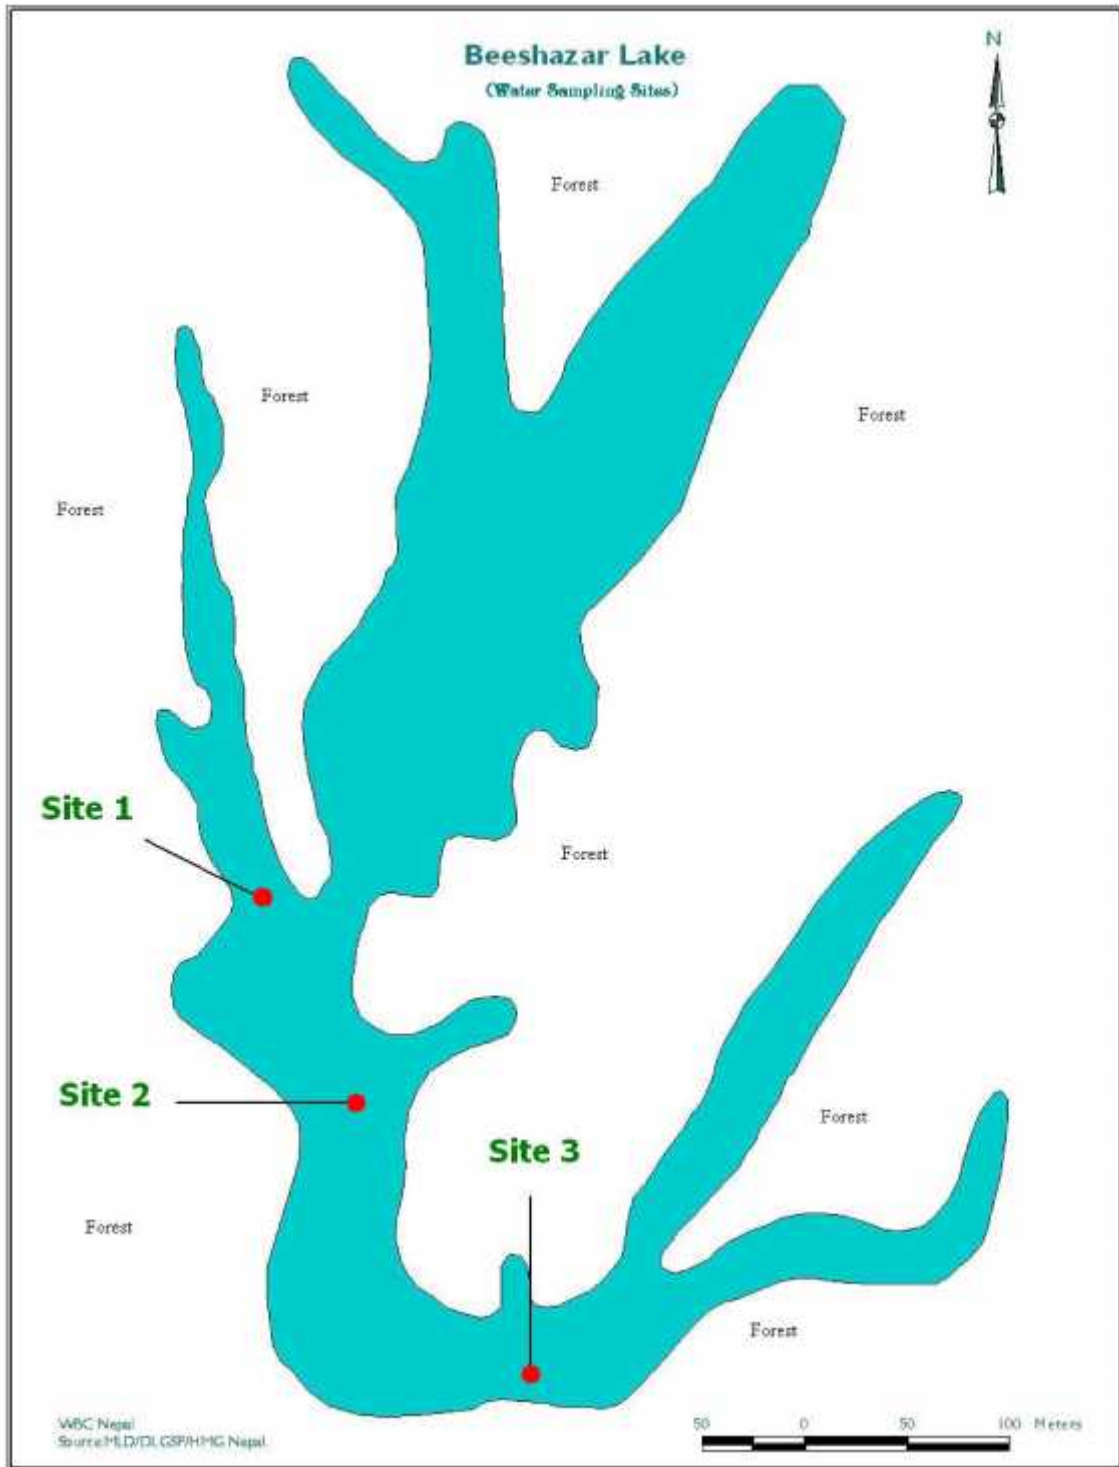 Beeshazar Lake
(Water Sampling Sites)
N
Forest
Forest
Forest
Forest
Site 1
Forest
Site 2
Forest
Site 3
Forest
Forest
WBC Nepal
Source:MLD/DLGSP/HMG Nepal.
50 0 50 100 Meters